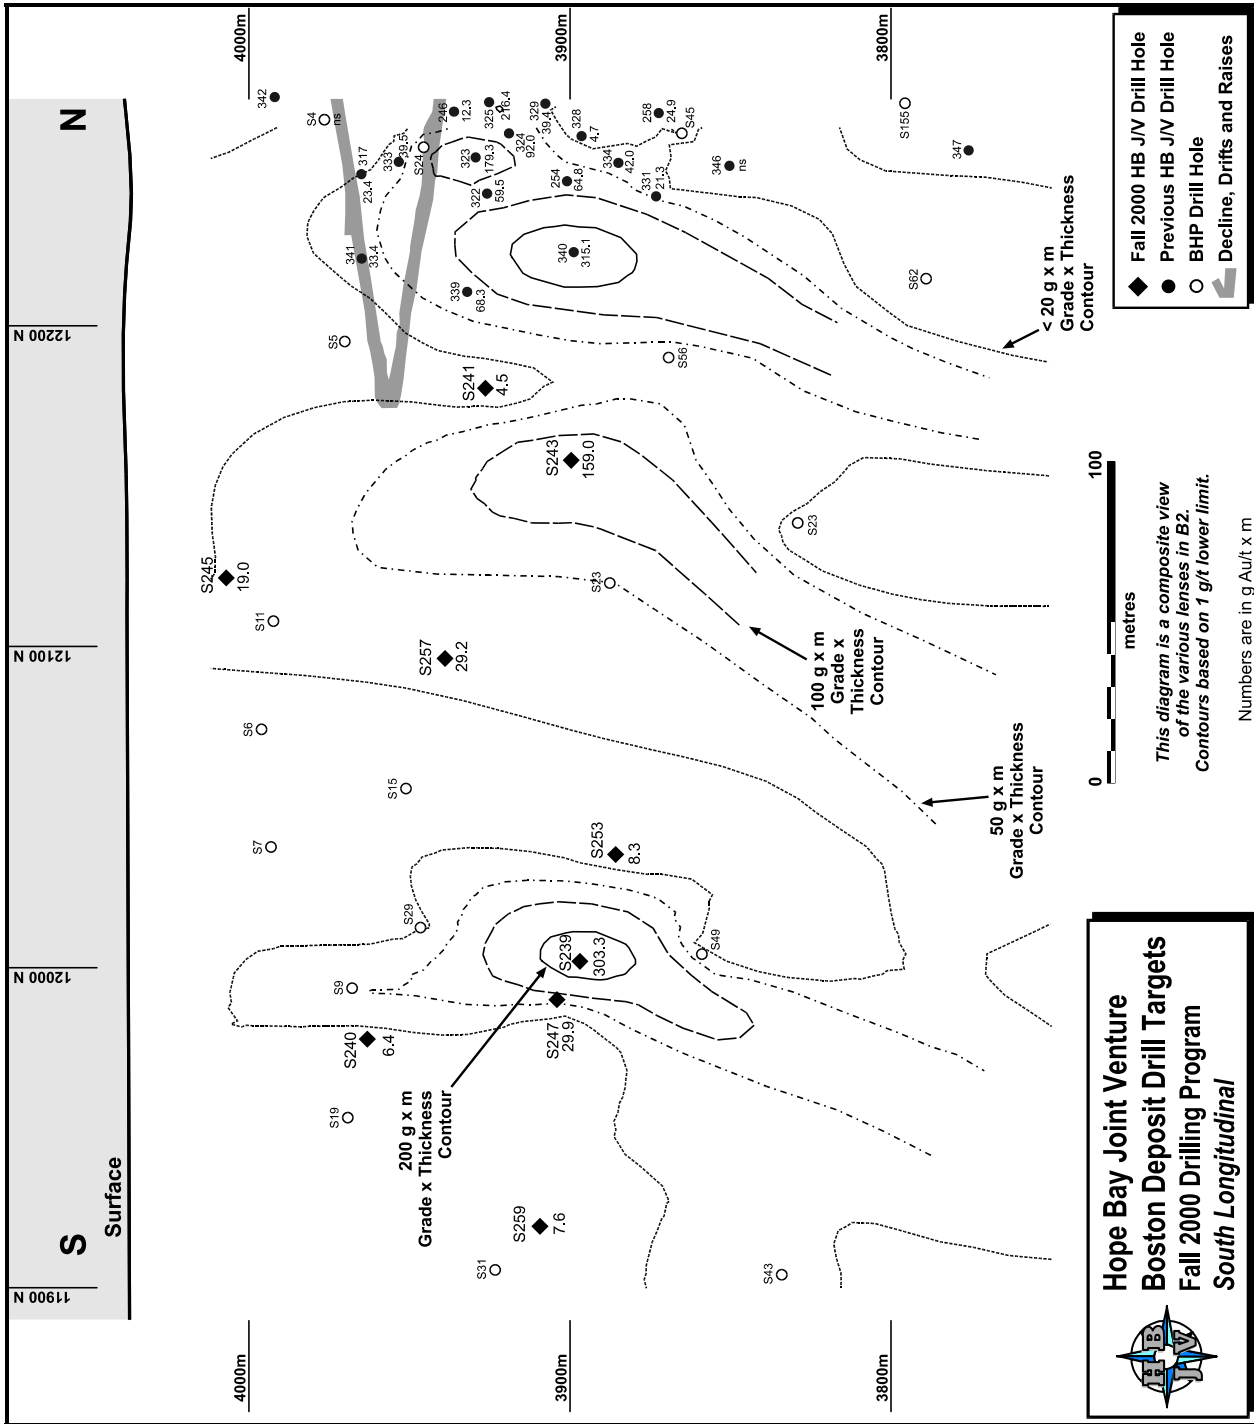 S
N
Surface
11900 N
12000 N
12100 N
12200 N
4000m
3900m
3800m
4000m
3900m
3800m
S19
S240
6.4
S9
S7
S6
S11
S245
19.0
S5
S4
ns
342
317
23.4
341
33.4
333
39.5
S24
246
12.3
325
216.4
323
179.3
324
92.0
329
39.4
328
4.7
258
24.9
S45
322
59.5
254
64.8
334
42.0
331
21.3
346
ns
S155
347
340
315.1
339
68.3
S62
S56
S241
4.5
S243
159.0
S23
S23
S257
29.2
S15
S29
S253
8.3
S49
S239
303.3
S247
29.9
S259
7.6
S31
S43
200 g x m
Grade x Thickness
Contour
50 g x m
Grade x Thickness
Contour
100 g x m
Grade x
Thickness
Contour
< 20 g x m
Grade x Thickness
Contour
Hope Bay Joint Venture
Boston Deposit Drill Targets
Fall 2000 Drilling Program
South Longitudinal
H B
J V
0
100
metres
This diagram is a composite view
of the various lenses in B2.
Contours based on 1 g/t lower limit.
Numbers are in g Au/t x m
Fall 2000 HB J/V Drill Hole
Previous HB J/V Drill Hole
BHP Drill Hole
Decline, Drifts and Raises